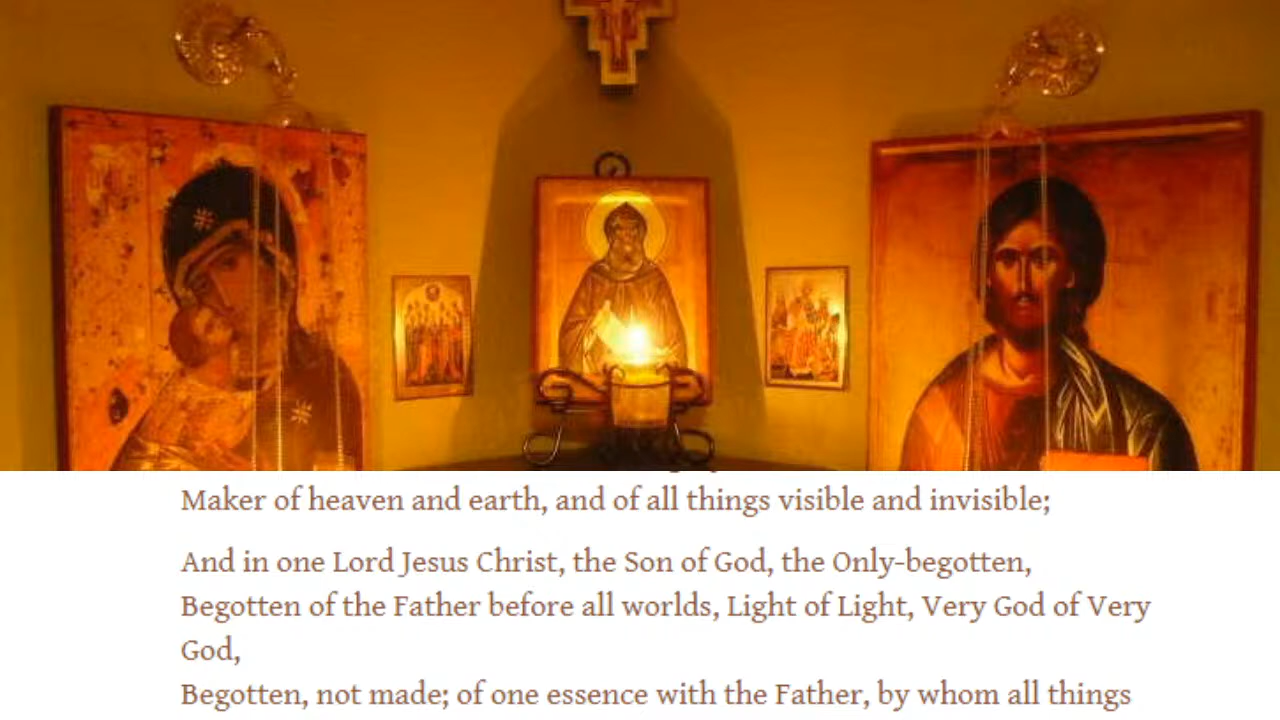 Maker of heaven and earth, and of all things visible and invisible;
And in one Lord Jesus Christ, the Son of God, the Only-begotten,
Begotten of the Father before all worlds, Light of Light, Very God of Very
God,
Begotten, not made; of one essence with the Father, by whom all things